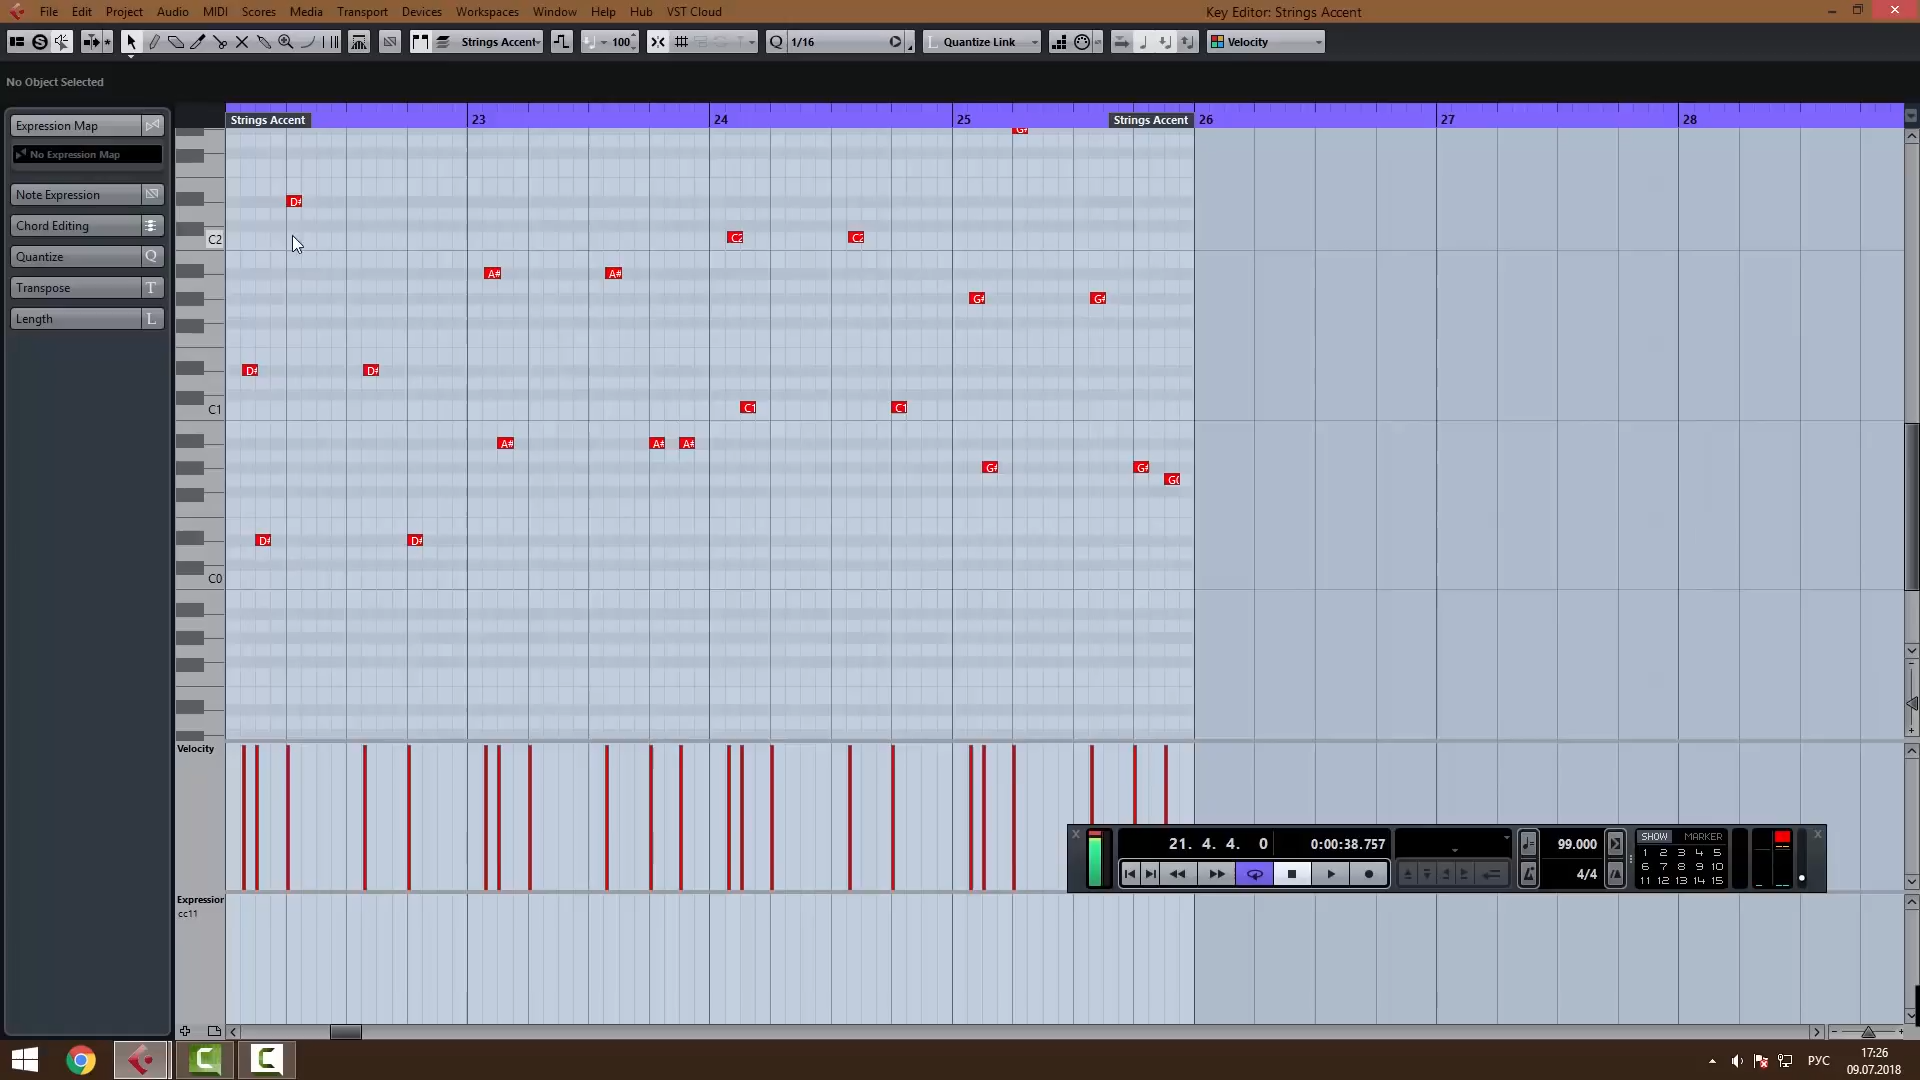 File Edit Project Audio MIDI Scores Media Transport Devices Workspaces Window Help Hub VST Cloud Key Editor: Strings Accent
Strings Accent 100 Q 1/16 L Quantize Link Velocity
No Object Selected
Expression Map
No Expression Map
Note Expression
Chord Editing
Quantize Q
Transpose T
Length L
Strings Accent 23 24 25 Strings Accent 26 27 28
D#
C2 C2 C2
A# A#
G# G#
D# D#
C1 C1 C1
A# A# A#
G# G#
D# D#
C0
Velocity
21. 4. 4. 0 0:00:38.757 99.000 SHOW MARKER
1 2 3 4 5
4/4 6 7 8 9 10
11 12 13 14 15
Expression
cc11
РУС 17:26
09.07.2018